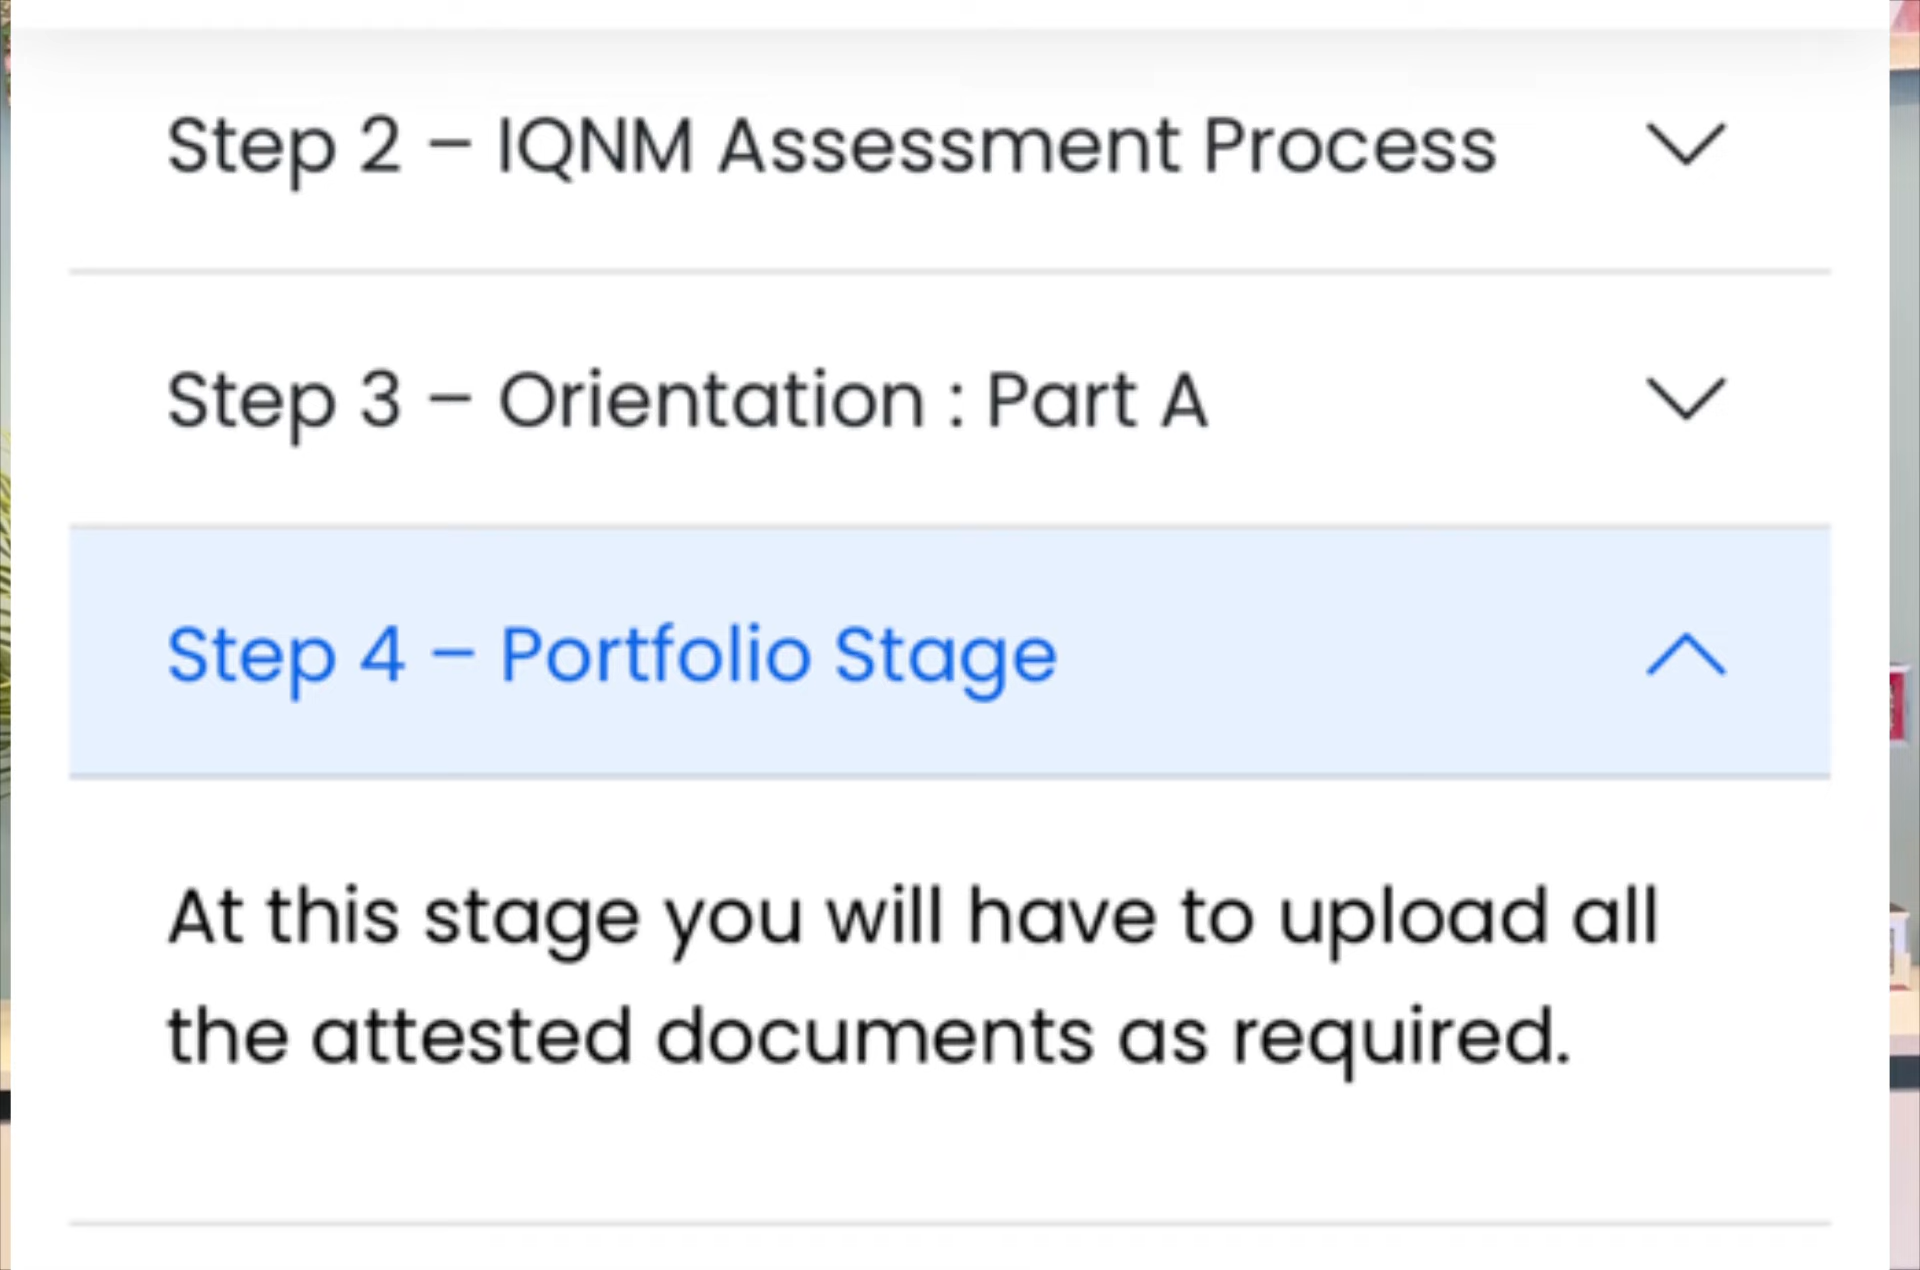 Step 2 – IQNM Assessment Process
Step 3 – Orientation : Part A
Step 4 – Portfolio Stage
At this stage you will have to upload all
the attested documents as required.